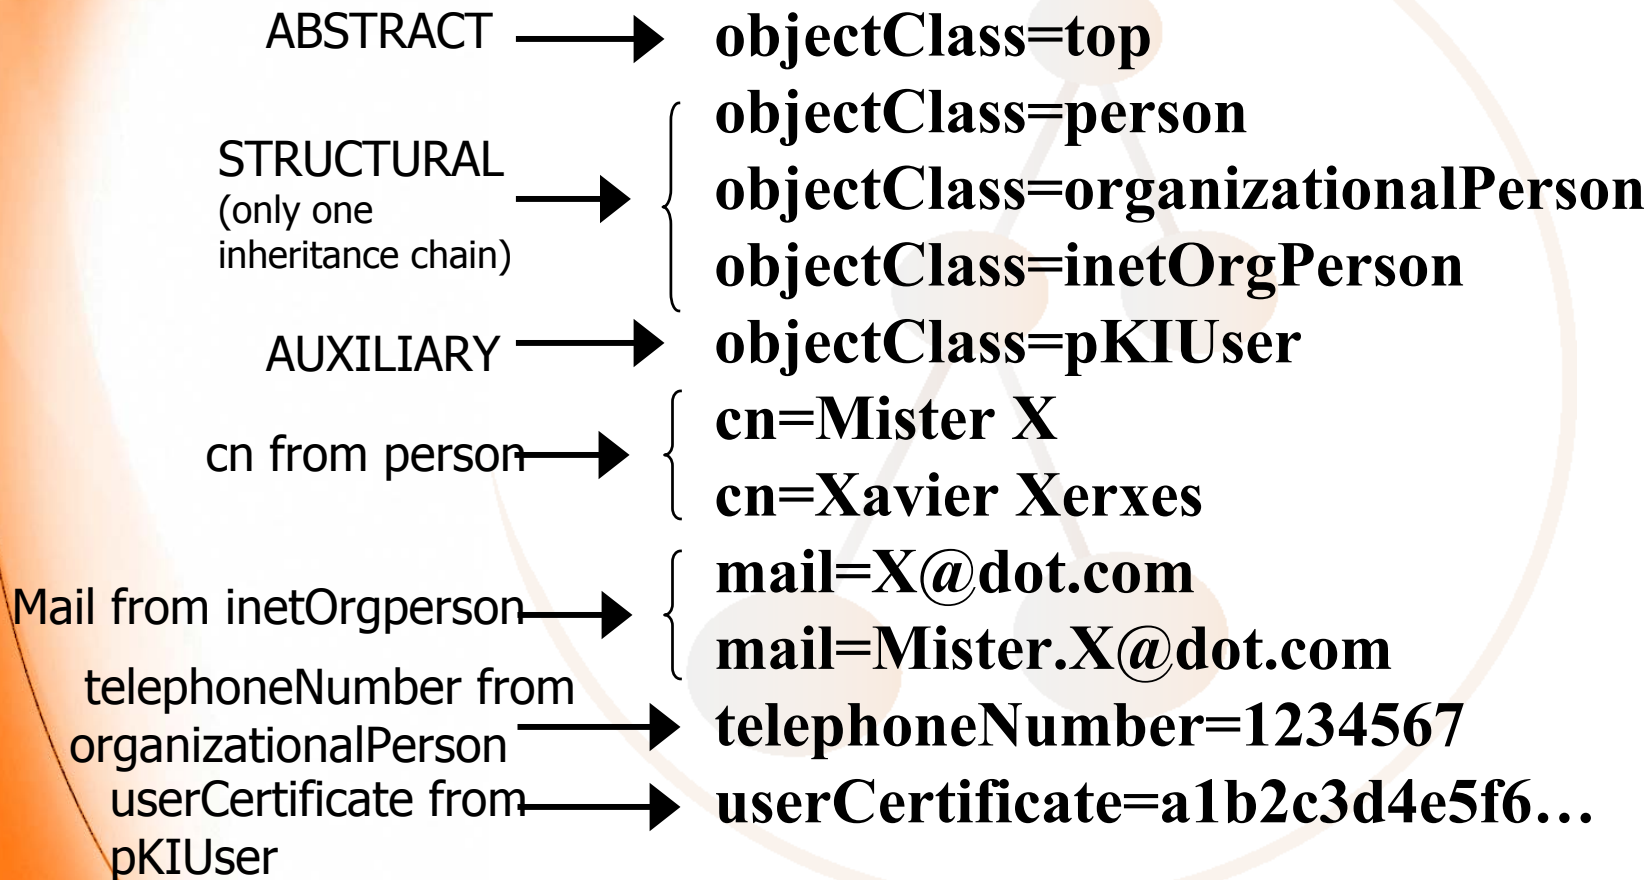 ABSTRACT
objectClass=top
STRUCTURAL
(only one
inheritance chain)
objectClass=person
objectClass=organizationalPerson
objectClass=inetOrgPerson
AUXILIARY
objectClass=pKIUser
cn from person
cn=Mister X
cn=Xavier Xerxes
Mail from inetOrgperson
mail=X@dot.com
mail=Mister.X@dot.com
telephoneNumber from
organizationalPerson
telephoneNumber=1234567
userCertificate from
pKIUser
userCertificate=a1b2c3d4e5f6…